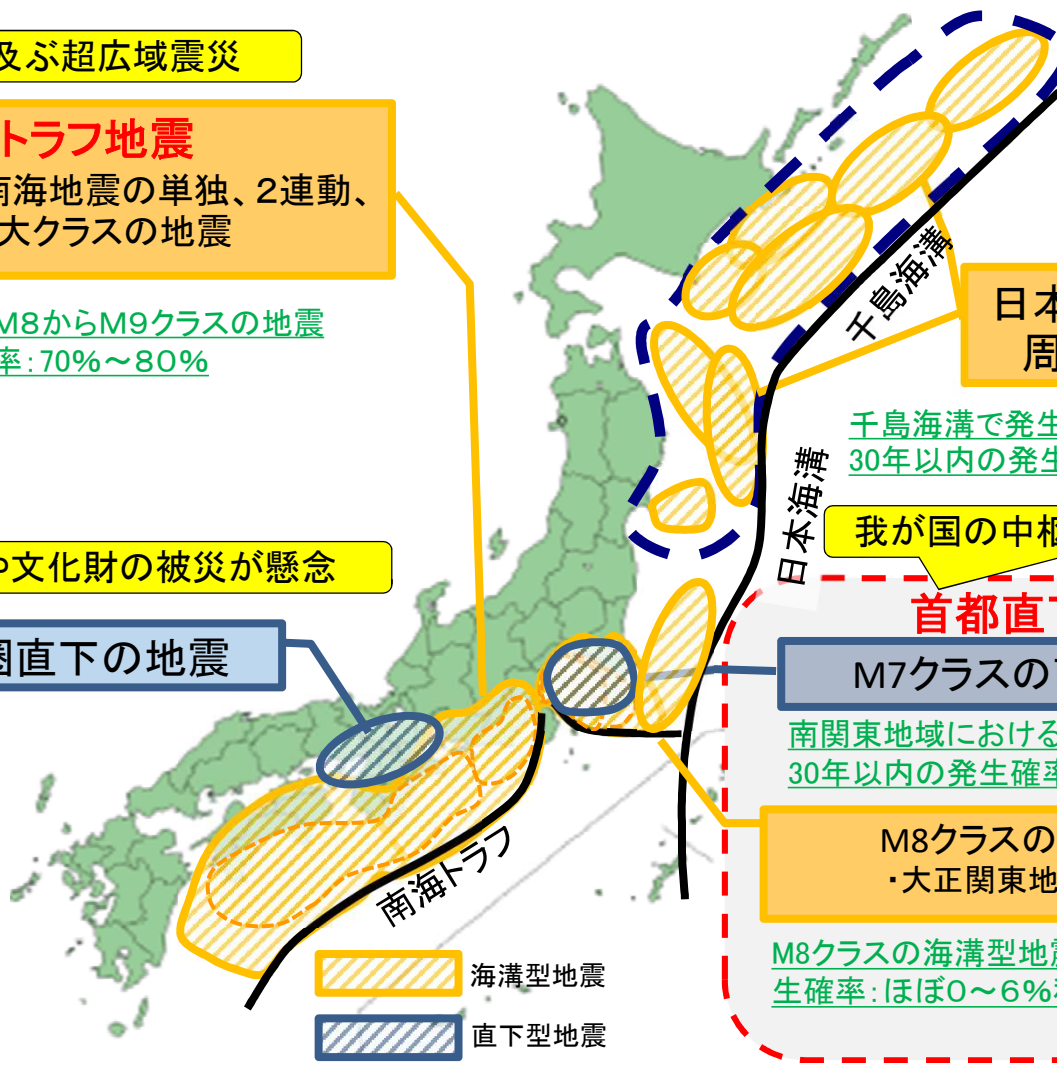 及ぶ超広域震災
トラフ地震
南海地震の単独、2連動、
大クラスの地震
M8からM9クラスの地震
率：70%～80%
や文化財の被災が懸念
圏直下の地震
千島海溝
日本海溝
南海トラフ
日本
周
千島海溝で発生
30年以内の発生
我が国の中枢
首都直下
M7クラスの
南関東地域における
30年以内の発生確率
M8クラスの
・大正関東地
M8クラスの海溝型地震
生確率：ほぼ0～6%
海溝型地震
直下型地震